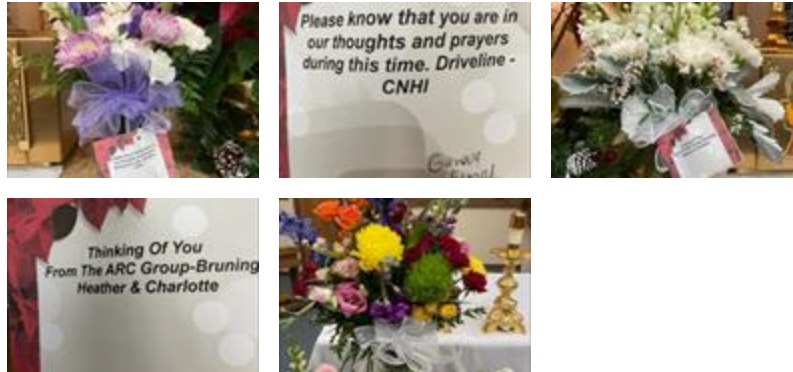 Please know that you are in
our thoughts and prayers
during this time. Driveline -
CNHI
Thinking Of You
From The ARC Group-Bruning
Heather & Charlotte